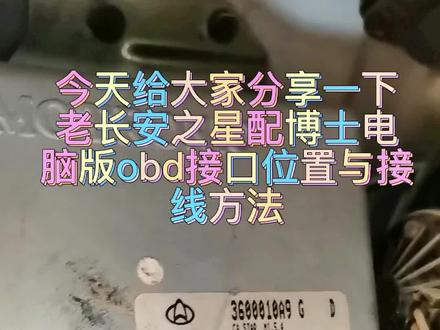 今天给大家分享一下
老长安之星配博士电
脑版obd接口位置与接
线方法
3600010A9 G D